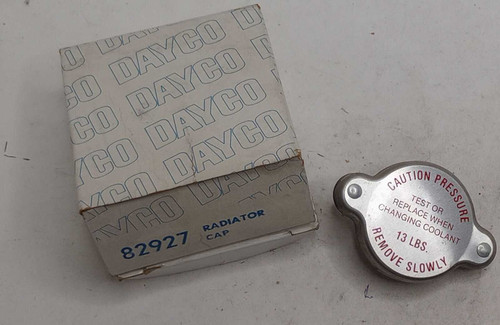 DAYCO
DAYCO
DAYCO
DAYCO
DAYCO
82927 RADIATOR
CAP
CAUTION PRESSURE
TEST OR
REPLACE WHEN
CHANGING COOLANT
13 LBS.
REMOVE SLOWLY